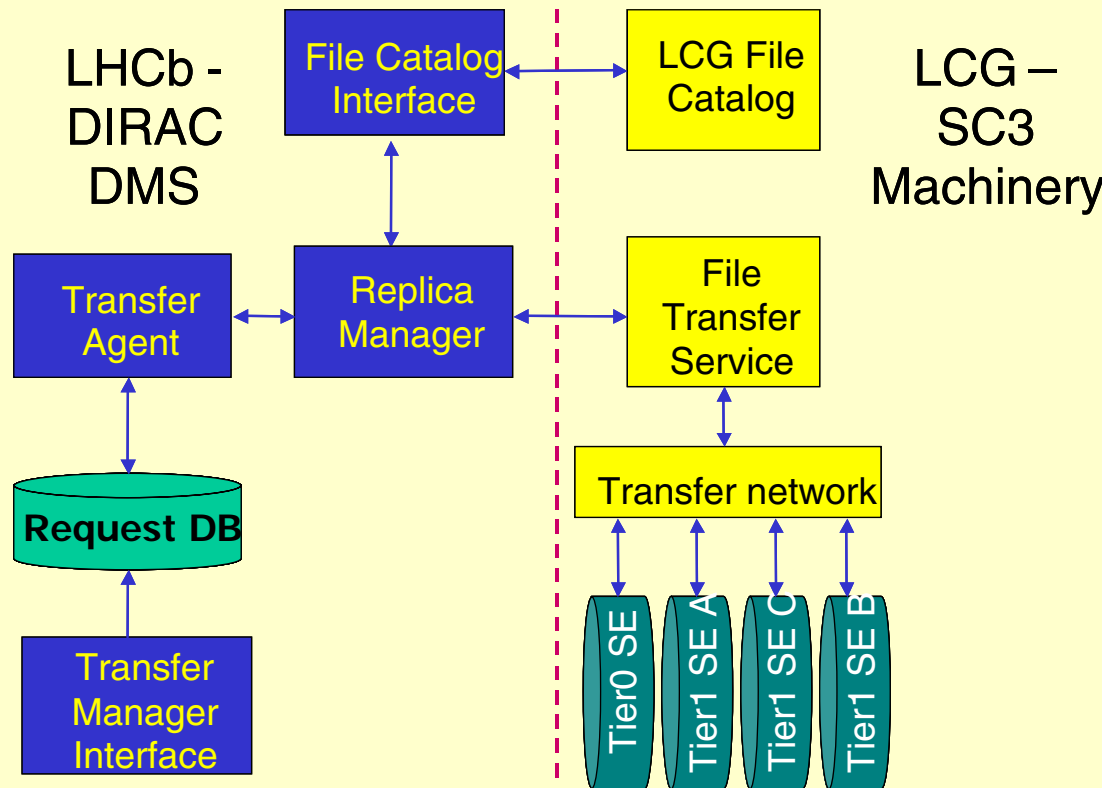 LHCb -
DIRAC
DMS
File Catalog
Interface
LCG File
Catalog
LCG –
SC3
Machinery
Transfer
Agent
Replica
Manager
File
Transfer
Service
Request DB
Transfer network
Transfer
Manager
Interface
Tier0 SE
Tier1 SE A
Tier1 SE C
Tier1 SE B